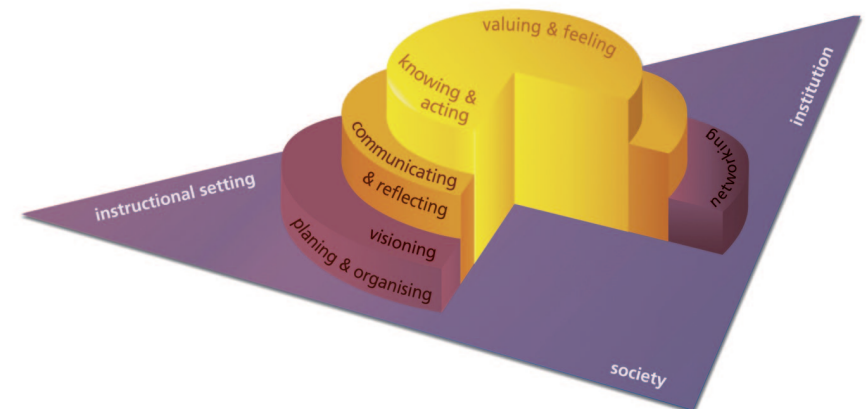 valuing & feeling
knowing &
acting
communicating
& reflecting
visioning
planing & organising
networking
instructional setting
institution
society